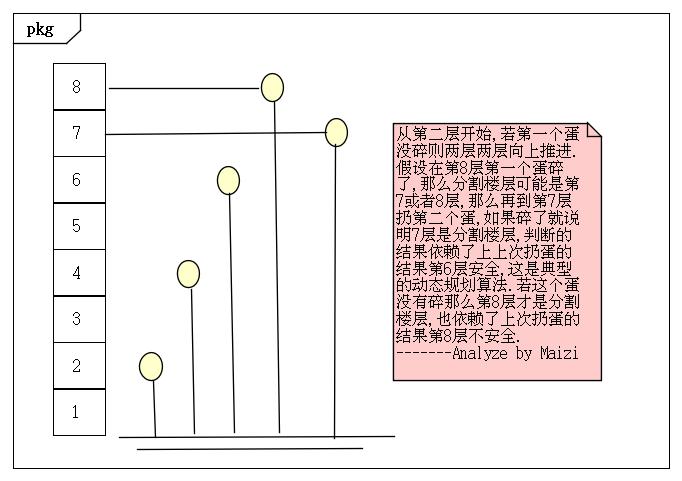 pkg
8
7
6
5
4
3
2
1
从第二层开始,若第一个蛋
没碎则两层两层向上推进.
假设在第8层第一个蛋碎
了,那么分割楼层可能是第
7或者8层,那么再到第7层
扔第二个蛋,如果碎了就说
明7层是分割楼层,判断的
结果依赖了上上次扔蛋的
结果第6层安全,这是典型
的动态规划算法.若这个蛋
没有碎那么第8层才是分割
楼层,也依赖了上次扔蛋的
结果第8层不安全.
-------Analyze by Maizi